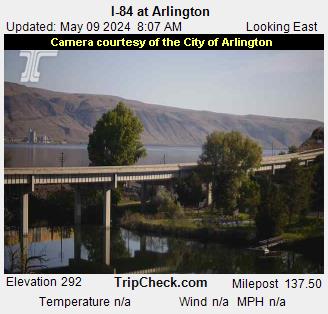 I-84 at Arlington
Updated: May 09 2024 8:07 AM Looking East
Camera courtesy of the City of Arlington
Elevation 292 TripCheck.com Milepost 137.50
Temperature n/a Wind n/a MPH n/a